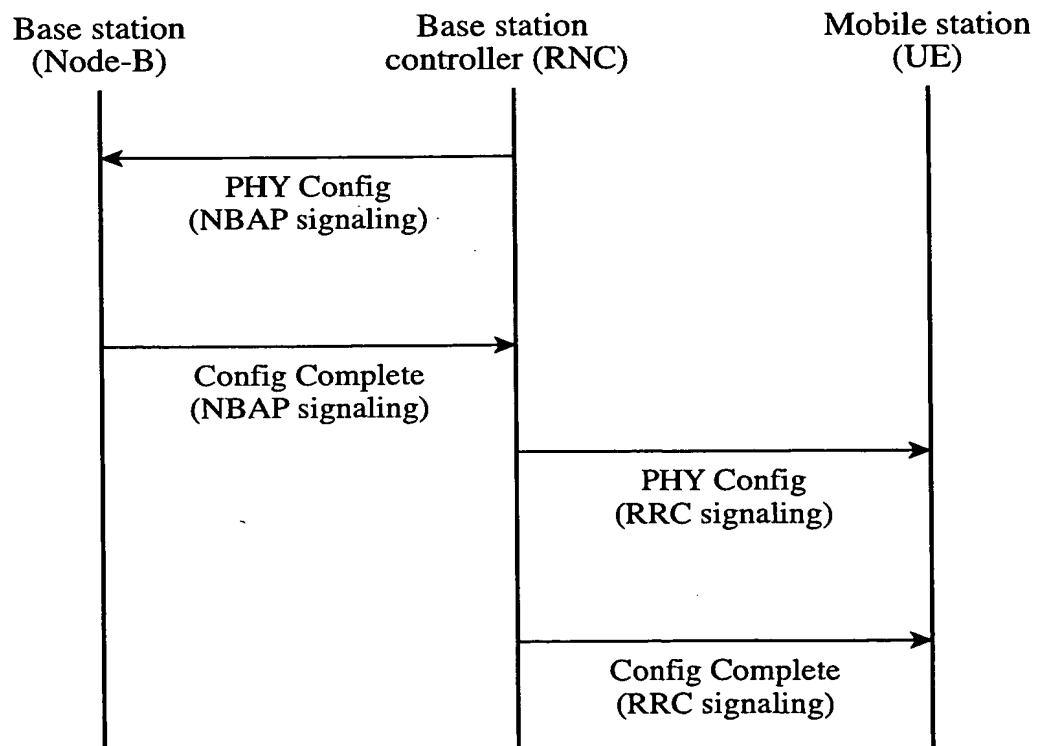 Base station
(Node-B)
Base station
controller (RNC)
Mobile station
(UE)
PHY Config
(NBAP signaling)
Config Complete
(NBAP signaling)
PHY Config
(RRC signaling)
Config Complete
(RRC signaling)